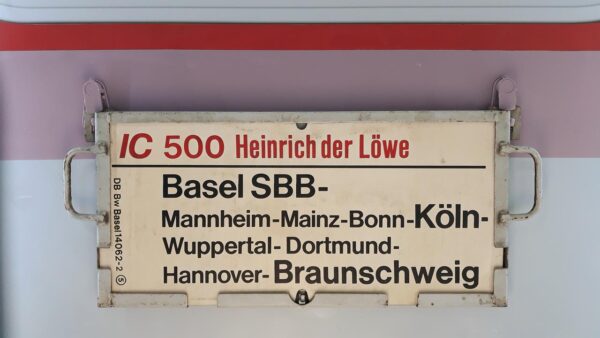 IC 500 Heinrich der Löwe
Basel SBB-
Mannheim-Mainz-Bonn-Köln-
Wuppertal- Dortmund-
Hannover- Braunschweig
DB Bw Basel 14062-2 5